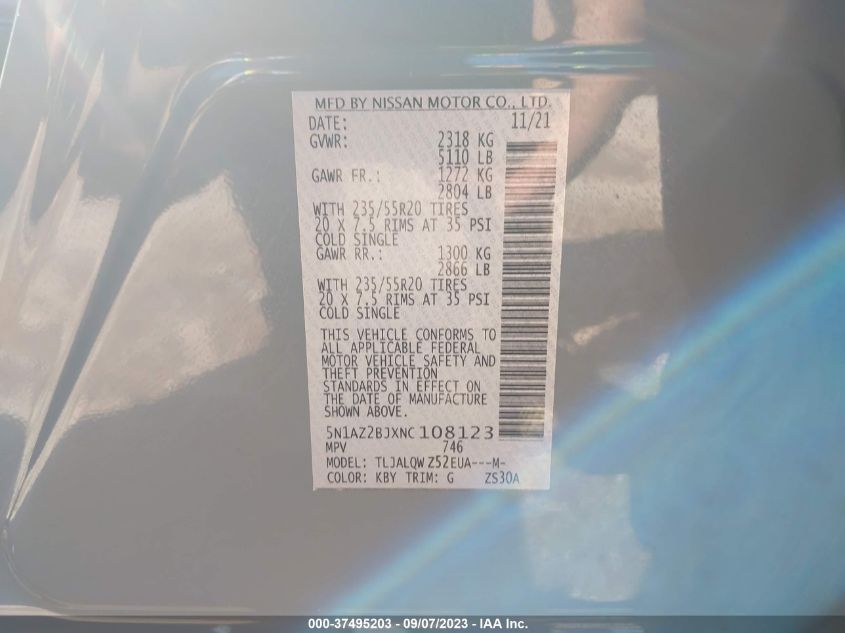 MFD BY NISSAN MOTOR CO., LTD.
DATE: 11/21
GVWR: 2318 KG
5110 LB
GAWR FR.: 1272 KG
2804 LB
WITH 235/55R20 TIRES
20 X 7.5 RIMS AT 35 PSI
COLD SINGLE
GAWR RR.: 1300 KG
2866 LB
WITH 235/55R20 TIRES
20 X 7.5 RIMS AT 35 PSI
COLD SINGLE
THIS VEHICLE CONFORMS TO
ALL APPLICABLE FEDERAL
MOTOR VEHICLE SAFETY AND
THEFT PREVENTION
STANDARDS IN EFFECT ON
THE DATE OF MANUFACTURE
SHOWN ABOVE.
5N1AZ2BJXNC108123
MPV 746
MODEL: TLJALQW Z52EUA---M-
COLOR: KBY TRIM: G ZS30A
000-37495203 - 09/07/2023 - IAA Inc.